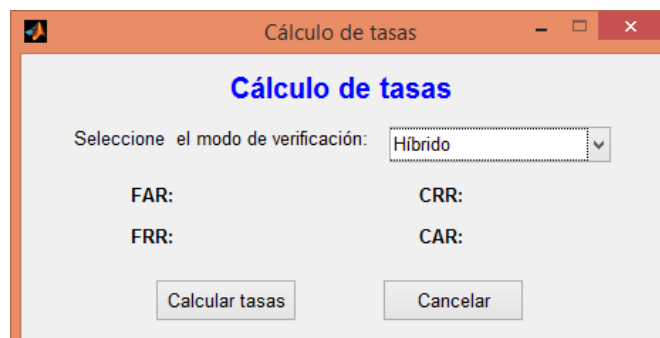 Cálculo de tasas
Cálculo de tasas
Seleccione el modo de verificación: Híbrido
FAR: CRR:
FRR: CAR:
Calcular tasas Cancelar